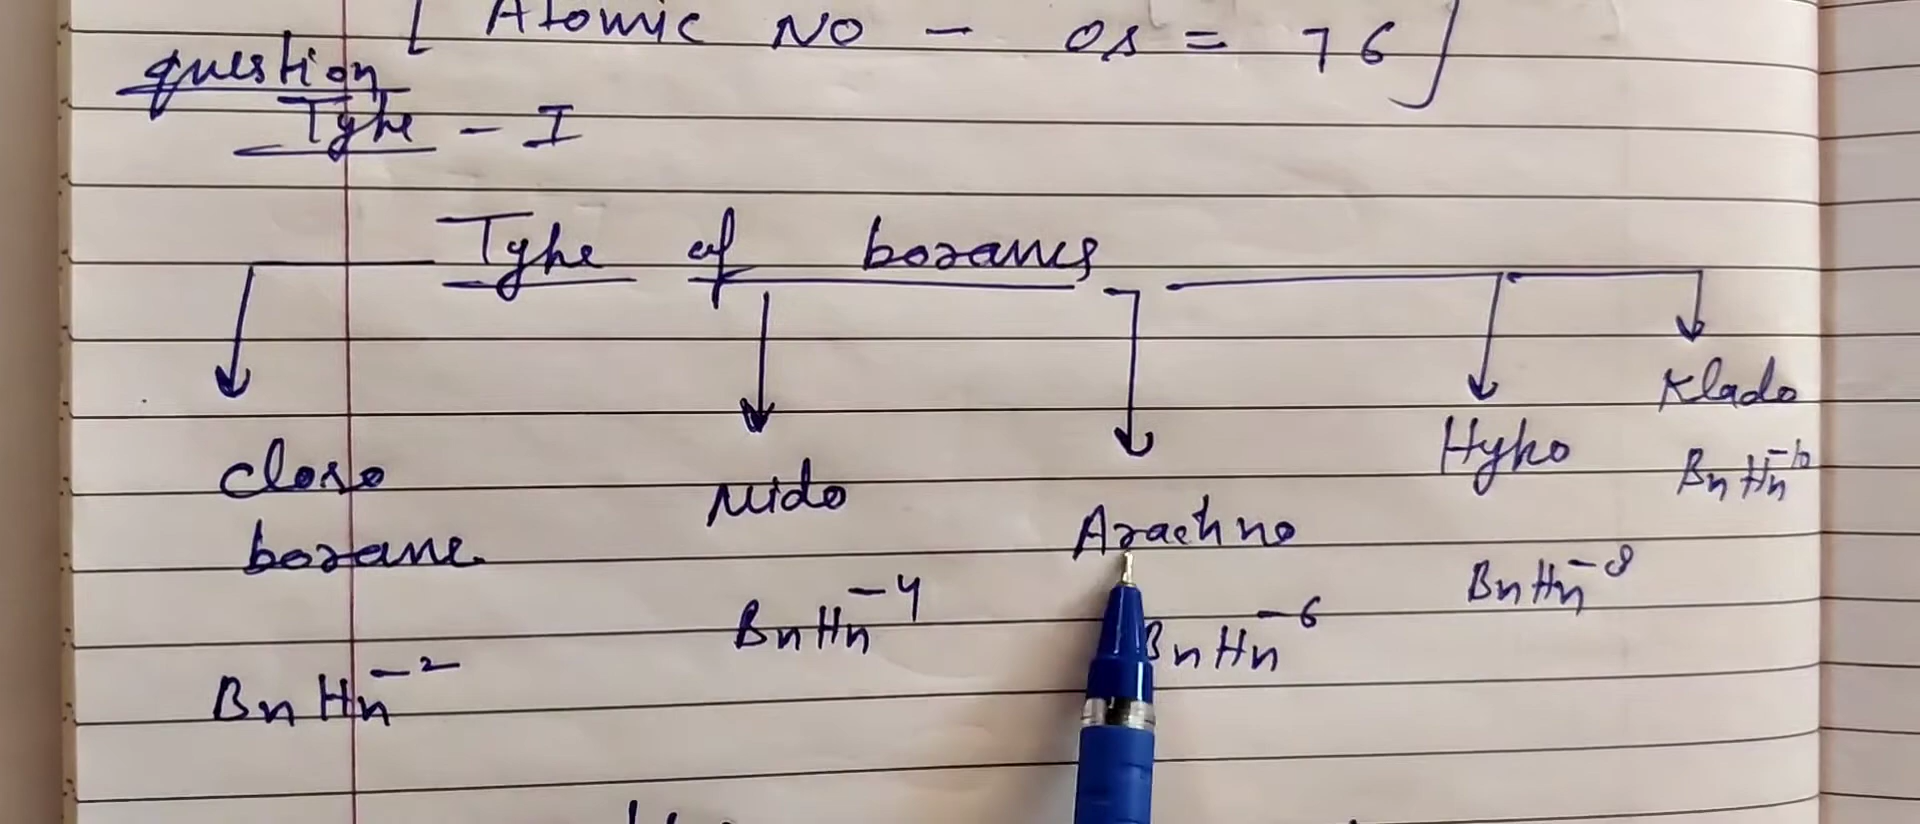 [ Atomic No - Os = 76 ]
question
Type - I
Type of boranes
closo
borane
BnHn^-2
Nido
BnHn^-4
Arachno
BnHn^-6
Hypho
BnHn^-8
Klado
BnHn^-10